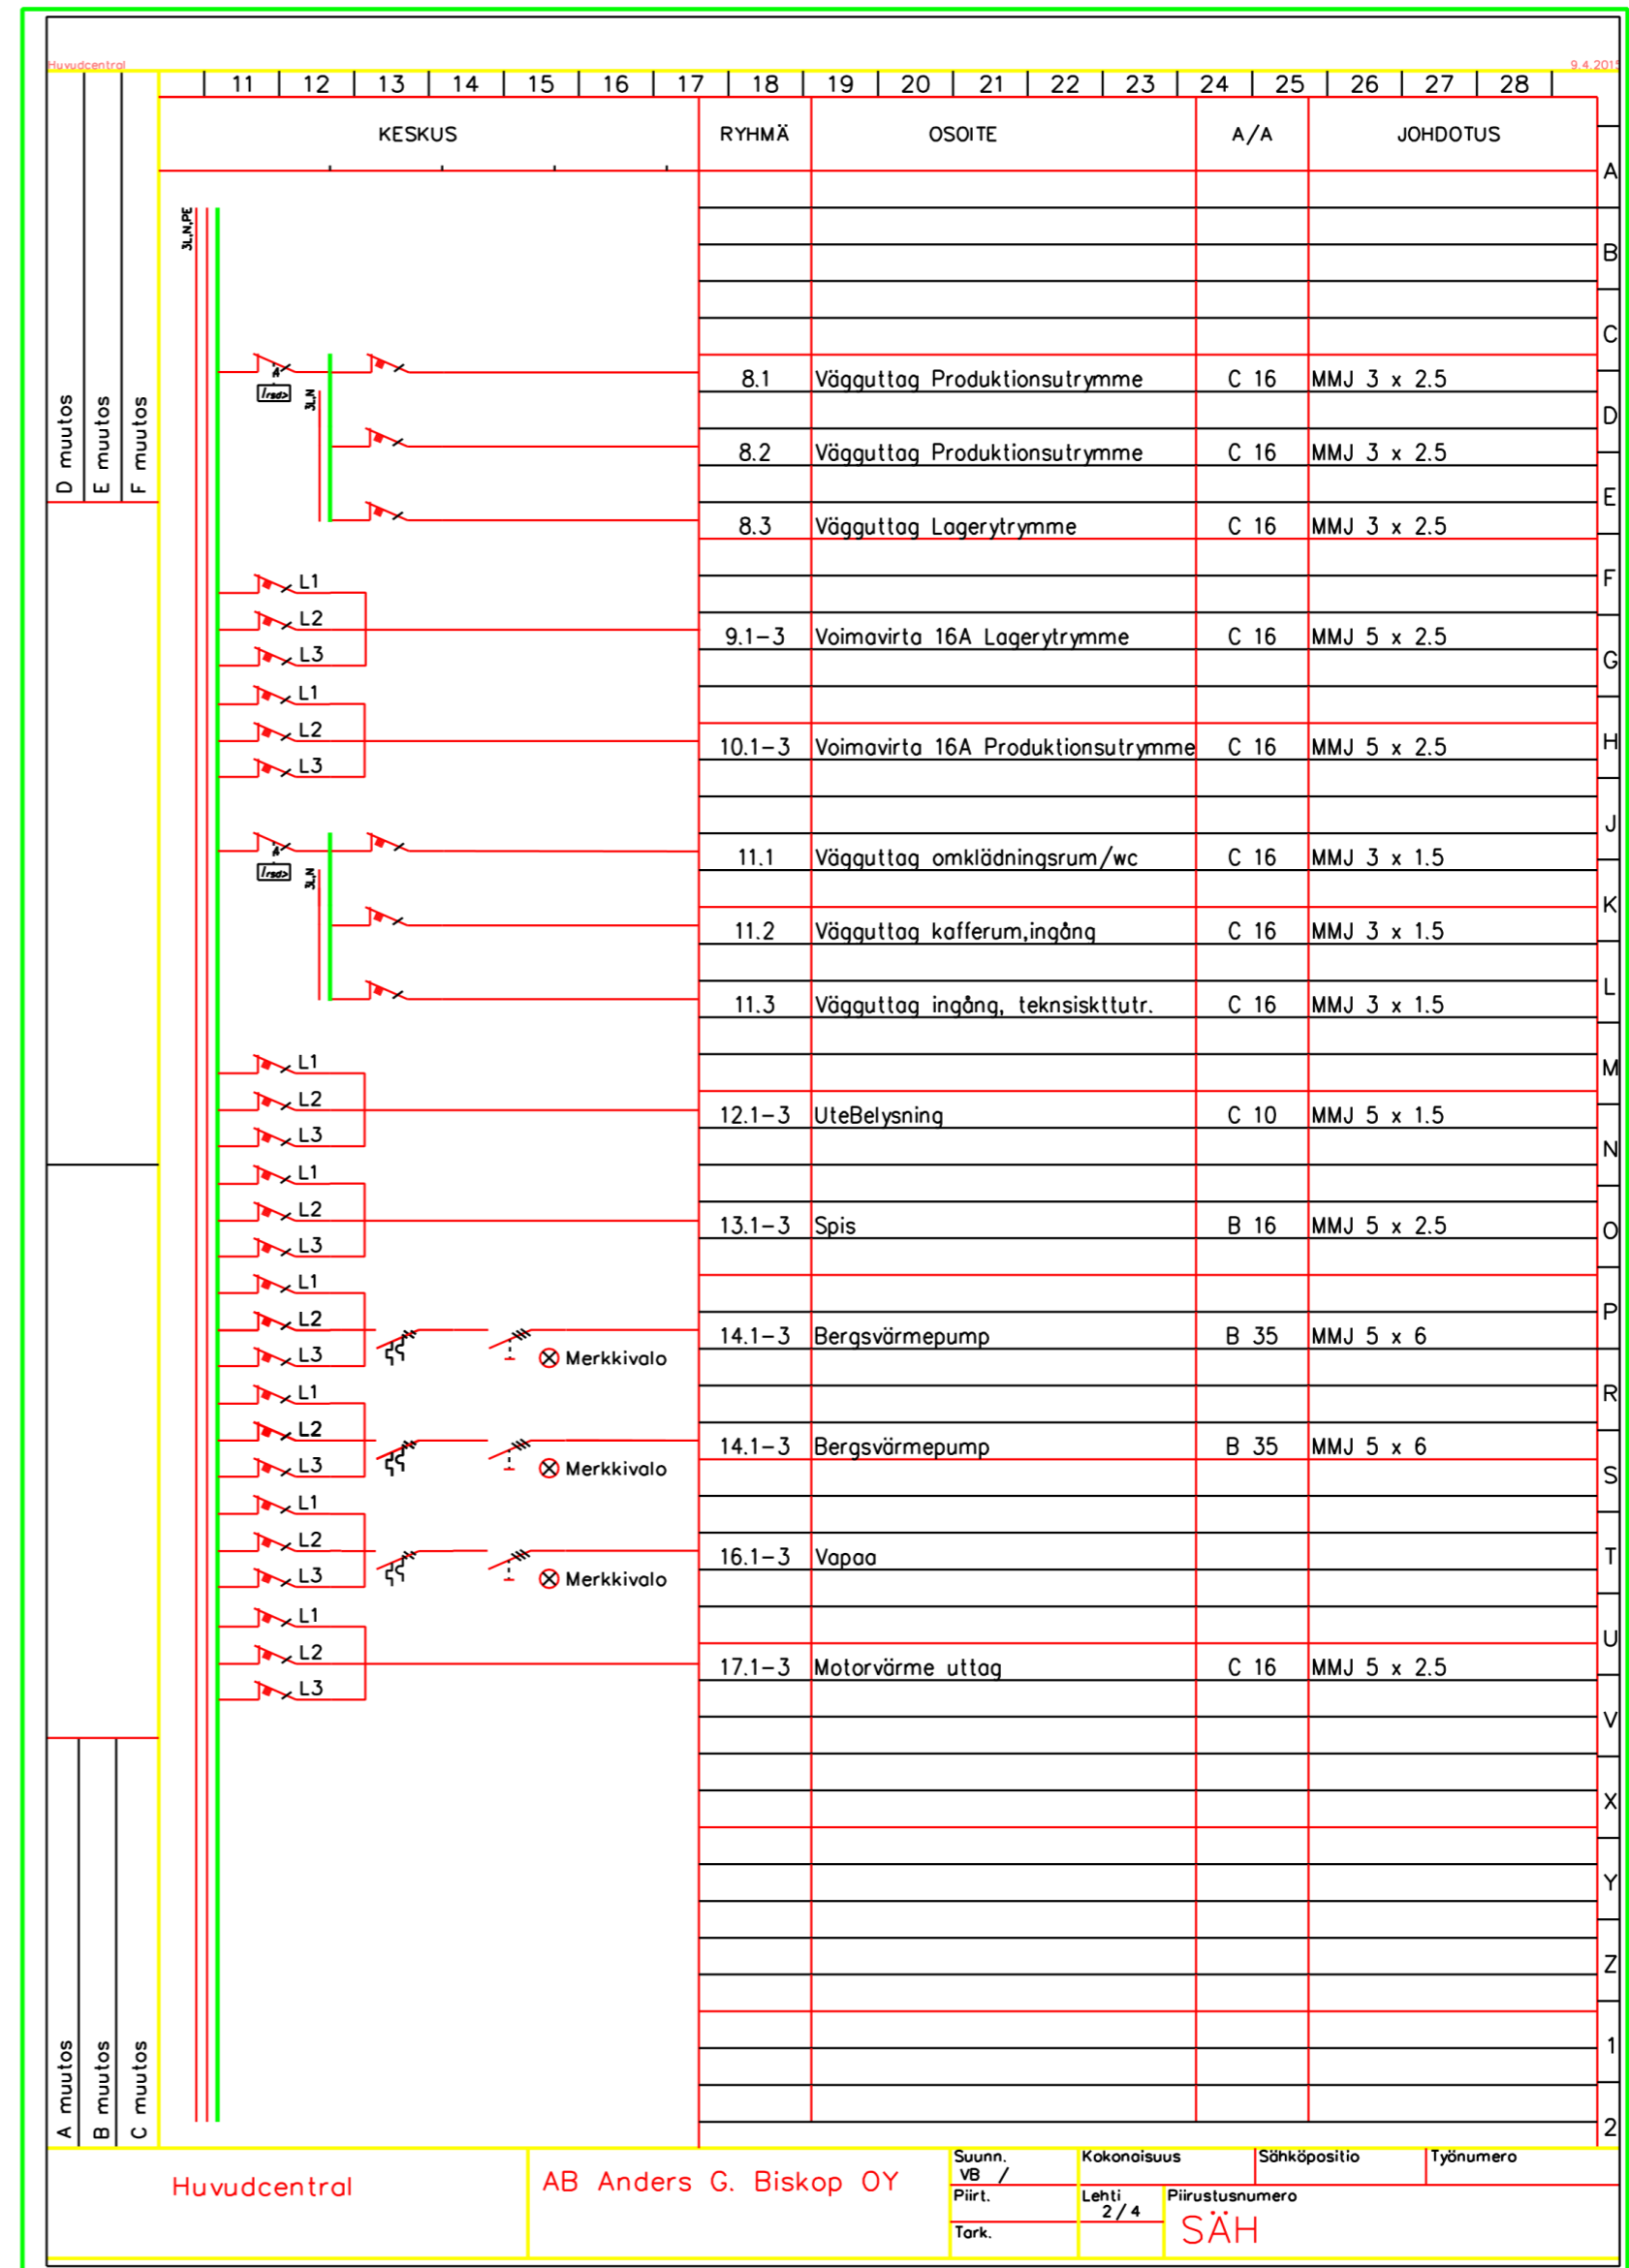 Huvudcentral 9.4.2015
11 12 13 14 15 16 17 18 19 20 21 22 23 24 25 26 27 28
KESKUS RYHMÄ OSOITE A/A JOHDOTUS
A
3L,N,PE
B
C
8.1 Vägguttag Produktionsutrymme C 16 MMJ 3 x 2.5
Irsd>
3L,N
D
8.2 Vägguttag Produktionsutrymme C 16 MMJ 3 x 2.5
D muutos
E muutos
F muutos
E
8.3 Vägguttag Lagerytrymme C 16 MMJ 3 x 2.5
F
L1
L2
9.1-3 Voimavirta 16A Lagerytrymme C 16 MMJ 5 x 2.5
L3
G
L1
L2
10.1-3 Voimavirta 16A Produktionsutrymme C 16 MMJ 5 x 2.5
H
L3
J
11.1 Vägguttag omklädningsrum/wc C 16 MMJ 3 x 1.5
Irsd>
3L,N
K
11.2 Vägguttag kafferum,ingång C 16 MMJ 3 x 1.5
L
11.3 Vägguttag ingång, teknsiskttutr. C 16 MMJ 3 x 1.5
L1
M
L2
12.1-3 UteBelysning C 10 MMJ 5 x 1.5
L3
N
L1
L2
13.1-3 Spis B 16 MMJ 5 x 2.5
O
L3
L1
P
L2
14.1-3 Bergsvärmepump B 35 MMJ 5 x 6
L3 Merkkivalo
L1
R
L2
14.1-3 Bergsvärmepump B 35 MMJ 5 x 6
L3 Merkkivalo
S
L1
L2
16.1-3 Vapaa
T
L3 Merkkivalo
L1
U
L2
17.1-3 Motorvärme uttag C 16 MMJ 5 x 2.5
L3
V
X
Y
Z
1
A muutos
B muutos
C muutos
2
Huvudcentral
AB Anders G. Biskop OY
Suunn. Kokonaisuus Sähköpositio Työnumero
VB /
Piirt. Lehti Piirustusnumero
2/4
SÄH
Tark.